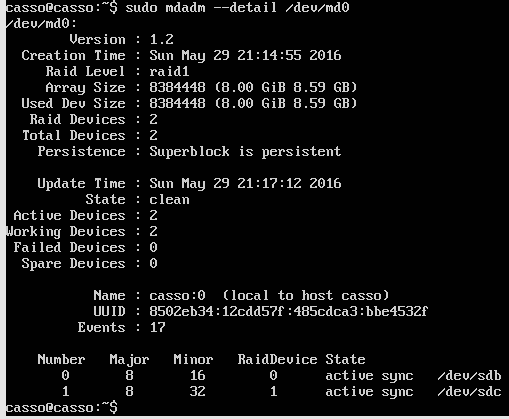 casso@casso:~$ sudo mdadm --detail /dev/md0
/dev/md0:
Version : 1.2
Creation Time : Sun May 29 21:14:55 2016
Raid Level : raid1
Array Size : 8384448 (8.00 GiB 8.59 GB)
Used Dev Size : 8384448 (8.00 GiB 8.59 GB)
Raid Devices : 2
Total Devices : 2
Persistence : Superblock is persistent
Update Time : Sun May 29 21:17:12 2016
State : clean
Active Devices : 2
Working Devices : 2
Failed Devices : 0
Spare Devices : 0
Name : casso:0 (local to host casso)
UUID : 8502eb34:12cdd57f:485cdca3:bbe4532f
Events : 17
Number Major Minor RaidDevice State
0 8 16 0 active sync /dev/sdb
1 8 32 1 active sync /dev/sdc
casso@casso:~$